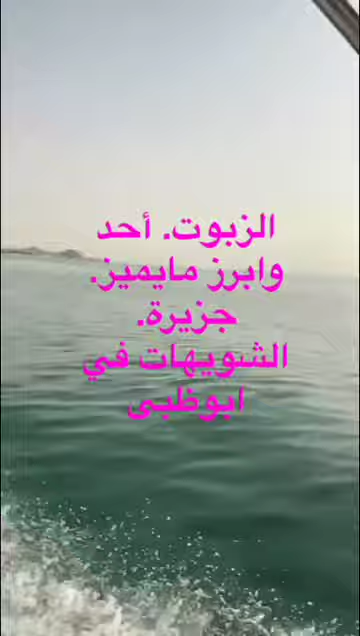 الزبوت. أحد
وابرز مايميز.
جزيرة.
الشويهات في
ابوظبى